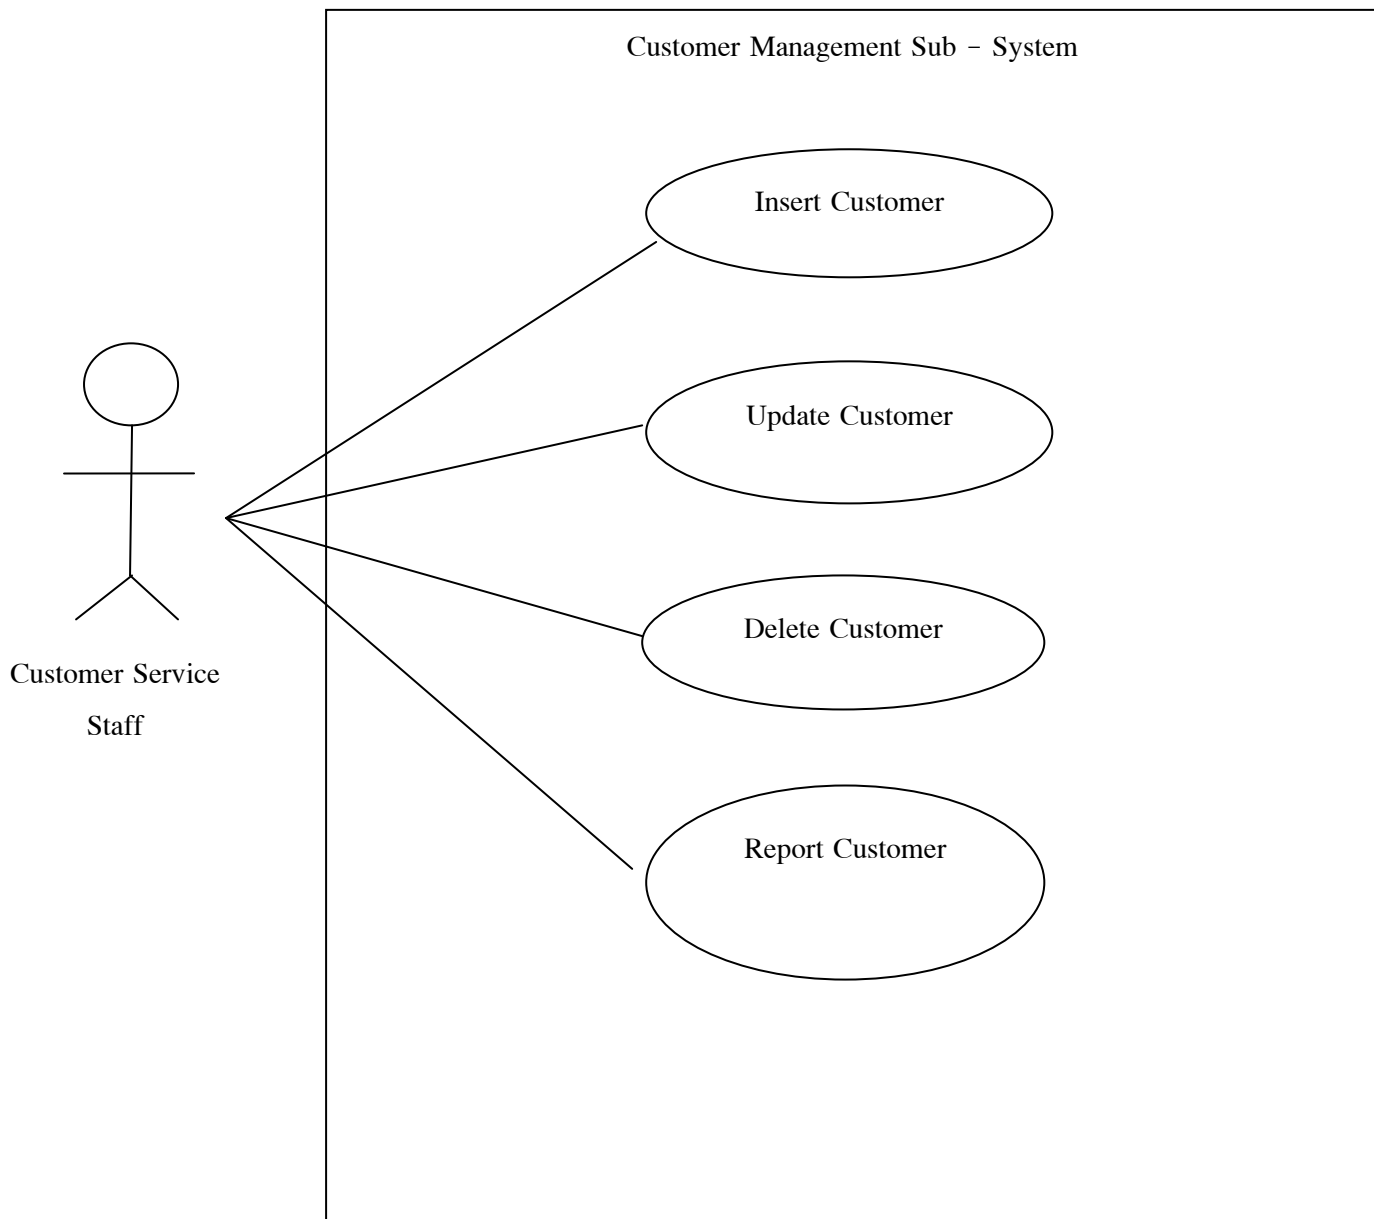 Customer Management Sub – System
Insert Customer
Update Customer
Delete Customer
Customer Service
Staff
Report Customer